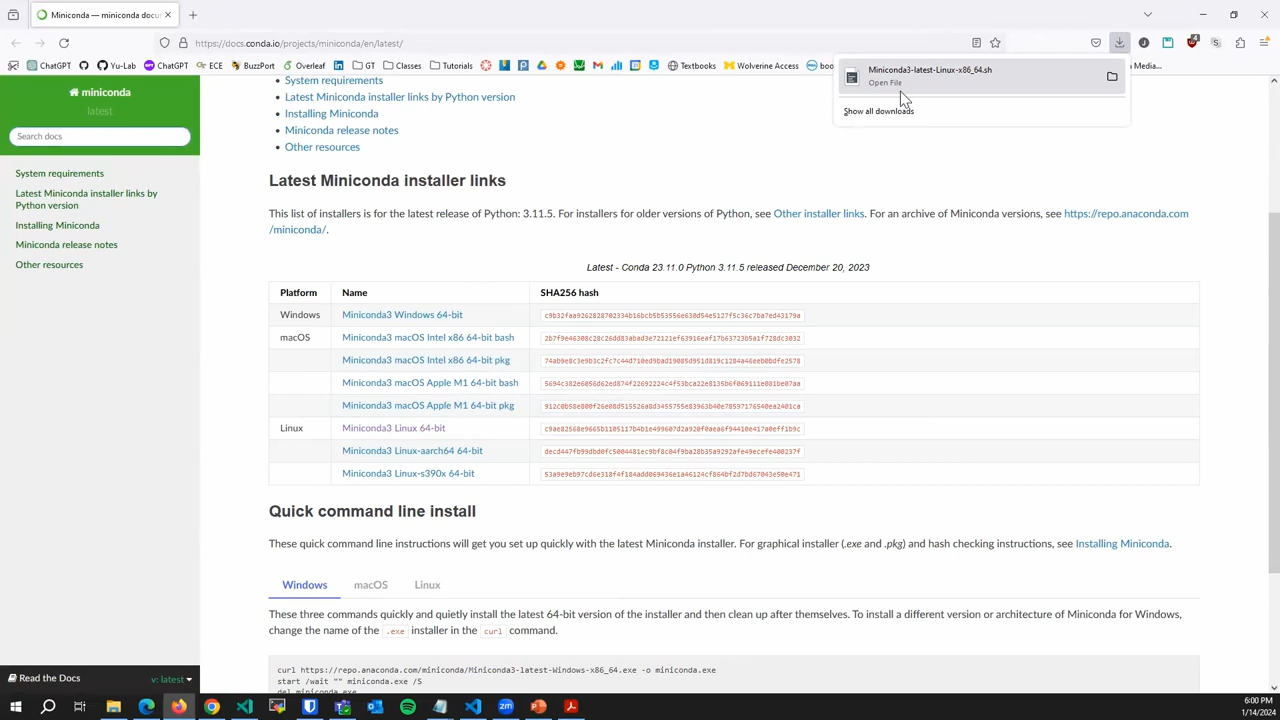 Miniconda — miniconda docu
https://docs.conda.io/projects/miniconda/en/latest/
ChatGPT
Yu-Lab
ChatGPT
ECE
BuzzPort
Overleaf
LinkedIn
GT
Classes
Tutorials
Textbooks
Wolverine Access
boo
Media...
Miniconda3-latest-Linux-x86_64.sh
Open File
Show all downloads
miniconda
latest
Search docs
System requirements
Latest Miniconda installer links by
Python version
Installing Miniconda
Miniconda release notes
Other resources
System requirements
Latest Miniconda installer links by Python version
Installing Miniconda
Miniconda release notes
Other resources
Latest Miniconda installer links
This list of installers is for the latest release of Python: 3.11.5. For installers for older versions of Python, see Other installer links. For an archive of Miniconda versions, see https://repo.anaconda.com
/miniconda/.
Latest - Conda 23.11.0 Python 3.11.5 released December 20, 2023
Platform Name SHA256 hash
Windows Miniconda3 Windows 64-bit
macOS Miniconda3 macOS Intel x86 64-bit bash
Miniconda3 macOS Intel x86 64-bit pkg
Miniconda3 macOS Apple M1 64-bit bash
Miniconda3 macOS Apple M1 64-bit pkg
Linux Miniconda3 Linux 64-bit
Miniconda3 Linux-aarch64 64-bit
Miniconda3 Linux-s390x 64-bit
Quick command line install
These quick command line instructions will get you set up quickly with the latest Miniconda installer. For graphical installer (.exe and .pkg) and hash checking instructions, see Installing Miniconda.
Windows macOS Linux
These three commands quickly and quietly install the latest 64-bit version of the installer and then clean up after themselves. To install a different version or architecture of Miniconda for Windows,
change the name of the .exe installer in the curl command.
curl https://repo.anaconda.com/miniconda/Miniconda3-latest-Windows-x86_64.exe -o miniconda.exe
start /wait "" miniconda.exe /S
del miniconda.exe
Read the Docs
v: latest
6:00 PM
1/14/2024